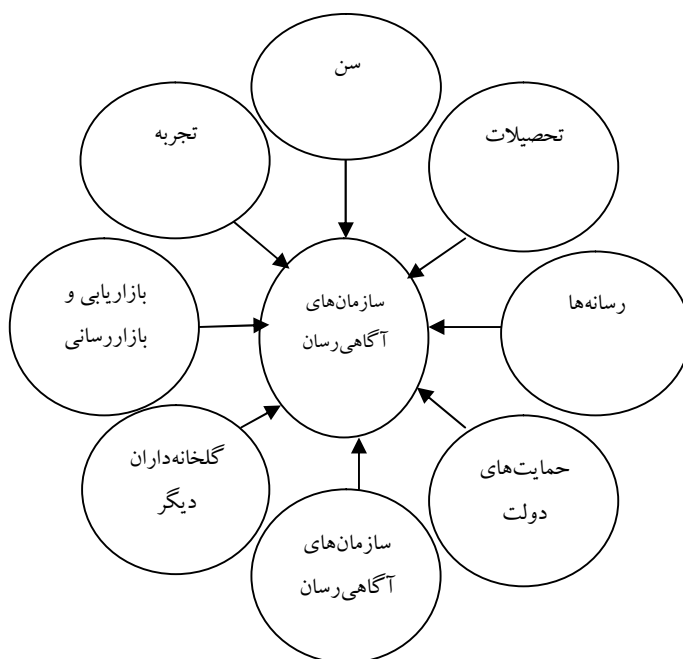 سن
تحصیلات
تجربه
رسانه‌ها
بازاریابی و
بازاررسانی
سازمان‌های
آگاهی‌رسان
حمایت‌های
دولت
گلخانه‌داران
دیگر
سازمان‌های
آگاهی‌رسان